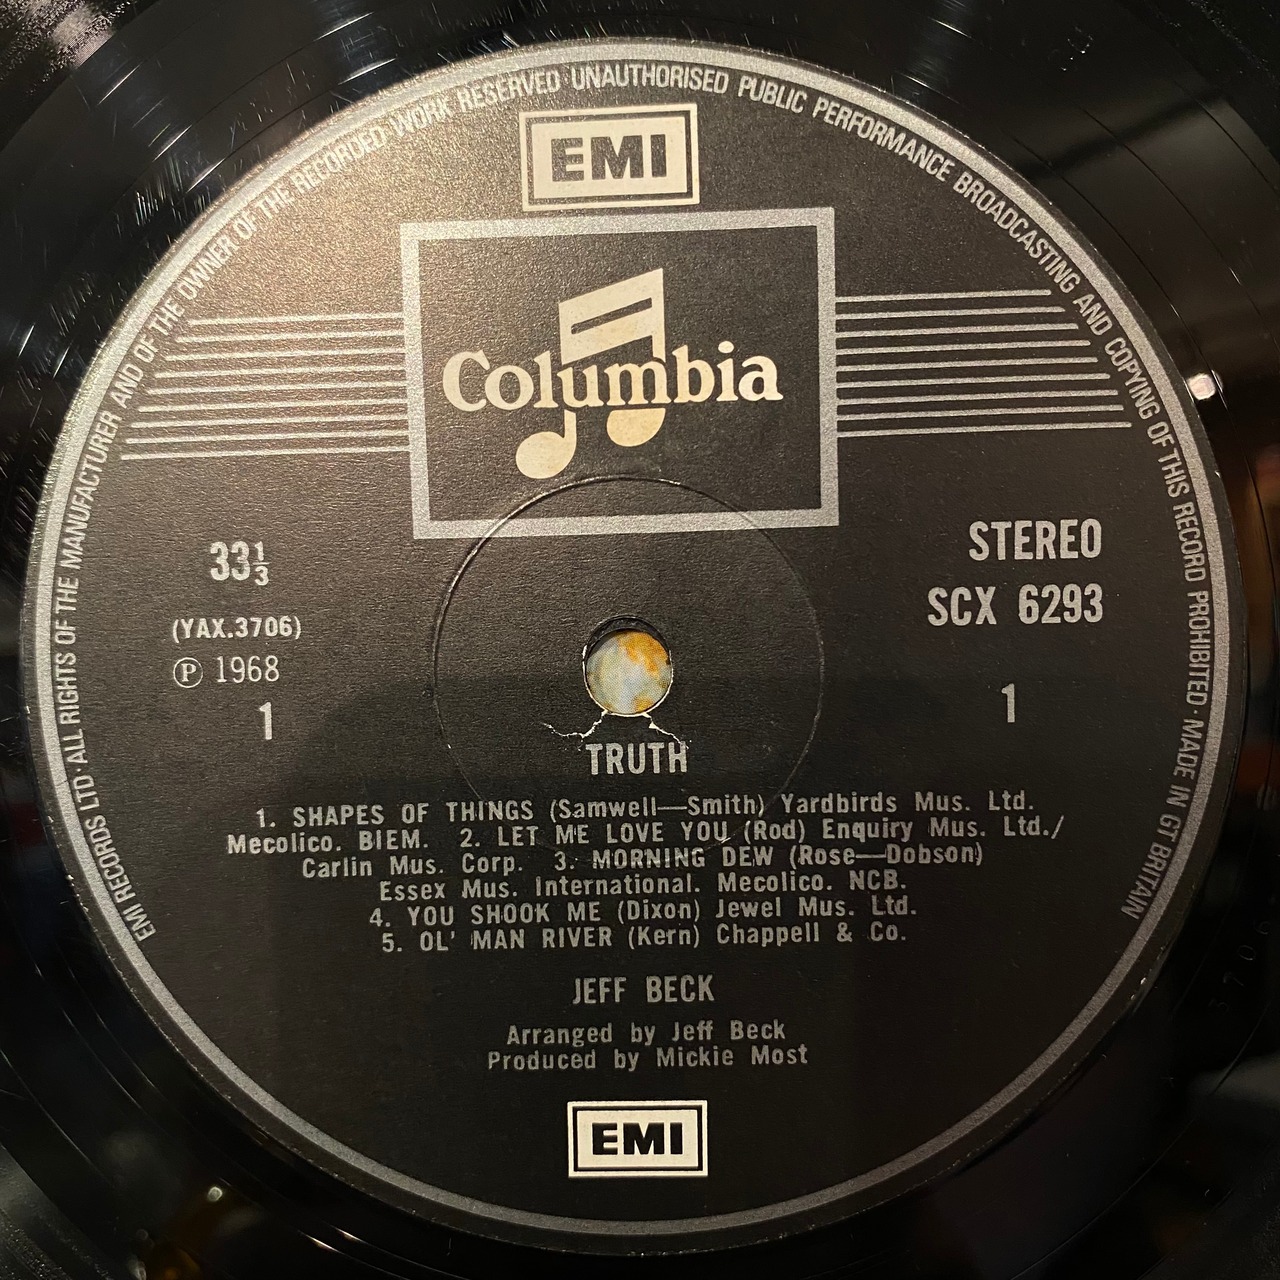 EMI RECORDS LTD · ALL RIGHTS OF THE MANUFACTURER AND OF THE OWNER OF THE RECORDED WORK RESERVED UNAUTHORISED PUBLIC PERFORMANCE BROADCASTING AND COPYING OF THIS RECORD PROHIBITED · MADE IN GT BRITAIN
EMI
Columbia
33⅓
STEREO
SCX 6293
(YAX.3706)
℗ 1968
1
1
TRUTH
1. SHAPES OF THINGS (Samwell—Smith) Yardbirds Mus. Ltd.
Mecolico. BIEM. 2. LET ME LOVE YOU (Rod) Enquiry Mus. Ltd./
Carlin Mus. Corp. 3. MORNING DEW (Rose—Dobson)
Essex Mus. International. Mecolico. NCB.
4. YOU SHOOK ME (Dixon) Jewel Mus. Ltd.
5. OL' MAN RIVER (Kern) Chappell & Co.
JEFF BECK
Arranged by Jeff Beck
Produced by Mickie Most
EMI